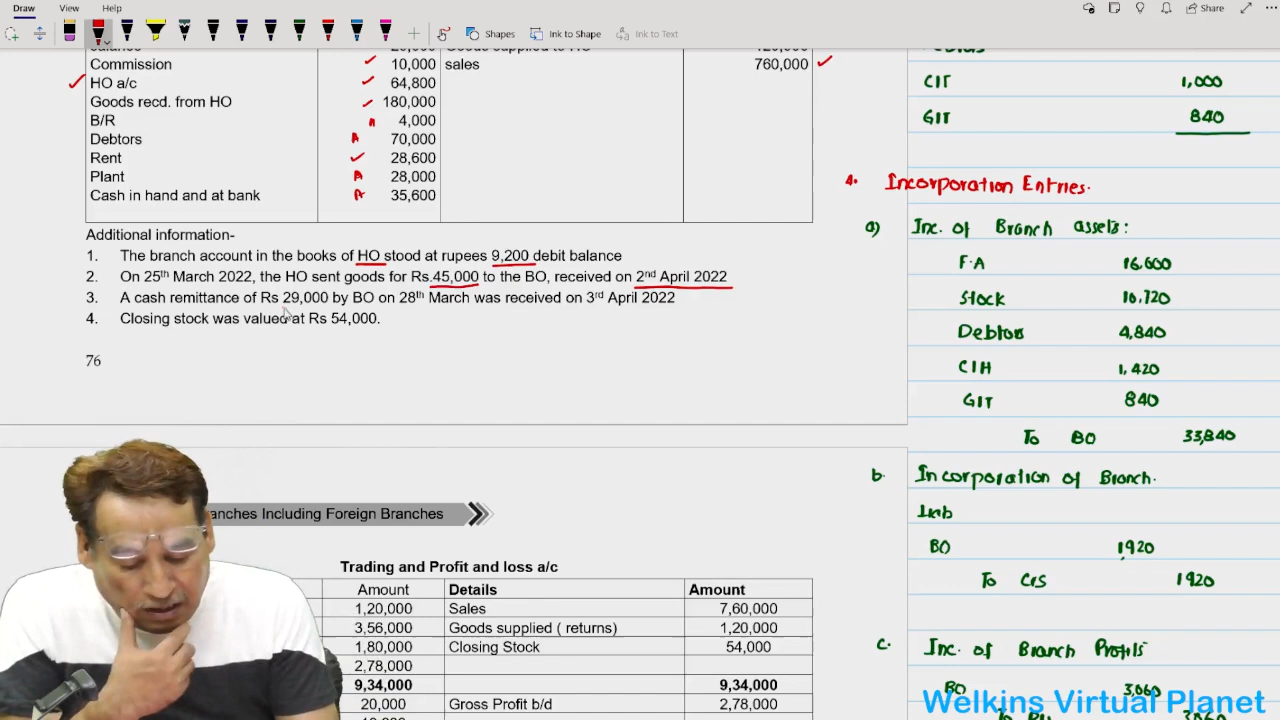 Draw View Help
Share
Shapes Ink to Shape Ink to Text
Commission 10,000 sales 760,000
HO a/c 64,800
Goods recd. from HO 180,000
B/R 4,000
Debtors 70,000
Rent 28,600
Plant 28,000
Cash in hand and at bank 35,600
Additional information-
1. The branch account in the books of HO stood at rupees 9,200 debit balance
2. On 25th March 2022, the HO sent goods for Rs.45,000 to the BO, received on 2nd April 2022
3. A cash remittance of Rs 29,000 by BO on 28th March was received on 3rd April 2022
4. Closing stock was valued at Rs 54,000.
76
ranches Including Foreign Branches
Trading and Profit and loss a/c
Amount Details Amount
1,20,000 Sales 7,60,000
3,56,000 Goods supplied ( returns) 1,20,000
1,80,000 Closing Stock 54,000
2,78,000
9,34,000 9,34,000
20,000 Gross Profit b/d 2,78,000
CIT 1,000
GIT 840
4. Incorporation Entries.
a) Inc. of Branch assets:
F.A 16,600
Stock 10,720
Debtors 4,840
CIH 1,420
GIT 840
To BO 33,840
b. Incorporation of Branch.
BO 1,920
1920
c. Inc. of Branch Profits
BO 3,060
Welkins Virtual Planet